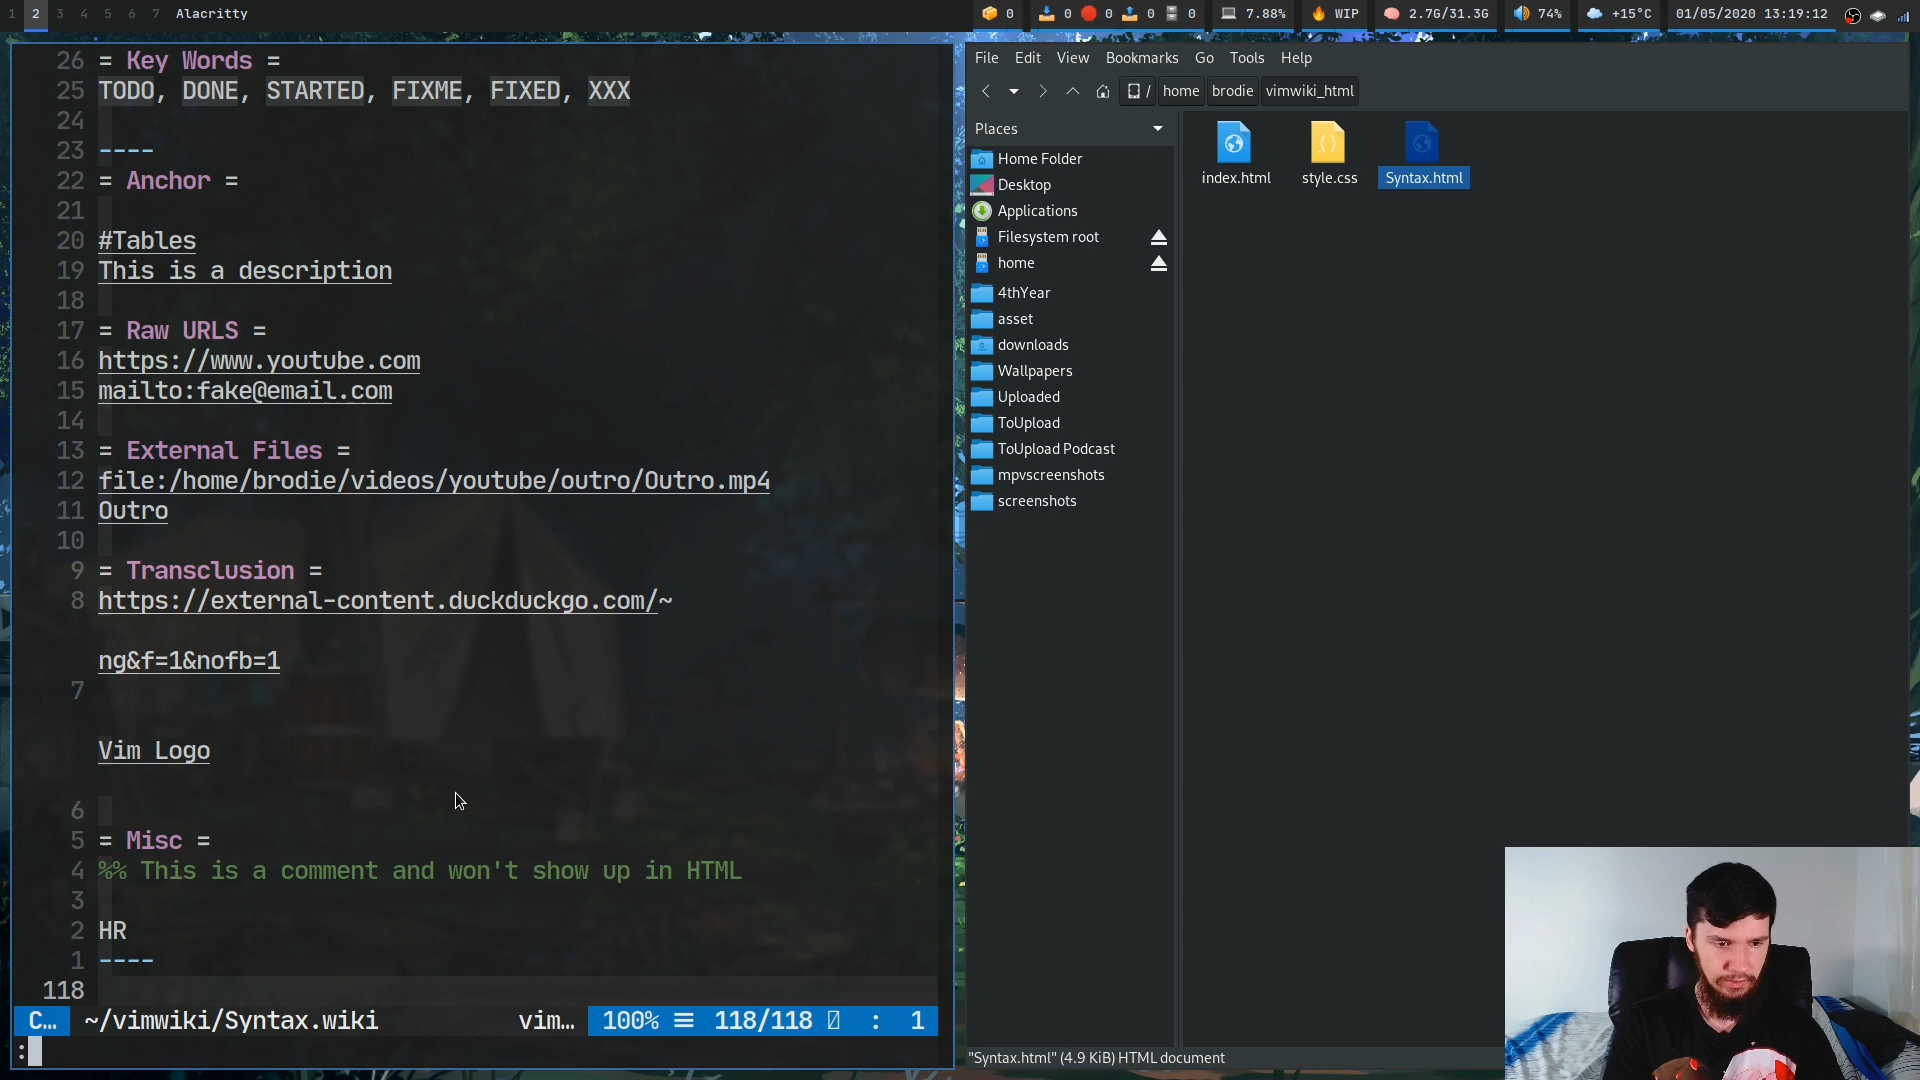 1 2 3 4 5 6 7 Alacritty
0 0 0 0 0 7.88% WIP 2.7G/31.3G 74% +15°C 01/05/2020 13:19:12
26 = Key Words =
25 TODO, DONE, STARTED, FIXME, FIXED, XXX
24
23 ----
22 = Anchor =
21
20 #Tables
19 This is a description
18
17 = Raw URLS =
16 https://www.youtube.com
15 mailto:fake@email.com
14
13 = External Files =
12 file:/home/brodie/videos/youtube/outro/Outro.mp4
11 Outro
10
9 = Transclusion =
8 https://external-content.duckduckgo.com/~
ng&f=1&nofb=1
7
Vim Logo
6
5 = Misc =
4 %% This is a comment and won't show up in HTML
3
2 HR
1 ----
118
C… ~/vimwiki/Syntax.wiki vim… 100% ≡ 118/118 : 1
:
File Edit View Bookmarks Go Tools Help
/ home brodie vimwiki_html
Places
Home Folder
Desktop
Applications
Filesystem root
home
4thYear
asset
downloads
Wallpapers
Uploaded
ToUpload
ToUpload Podcast
mpvscreenshots
screenshots
index.html style.css Syntax.html
"Syntax.html" (4.9 KiB) HTML document